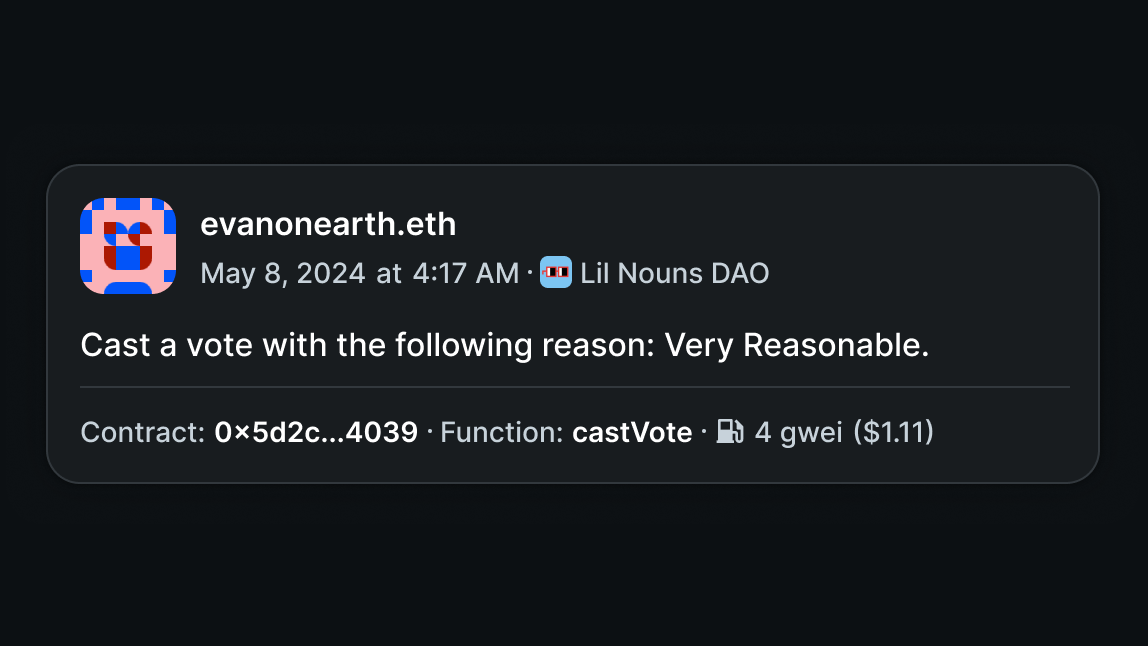 evanonearth.eth
May 8, 2024 at 4:17 AM · Lil Nouns DAO
Cast a vote with the following reason: Very Reasonable.
Contract: 0×5d2c...4039 · Function: castVote · 4 gwei ($1.11)